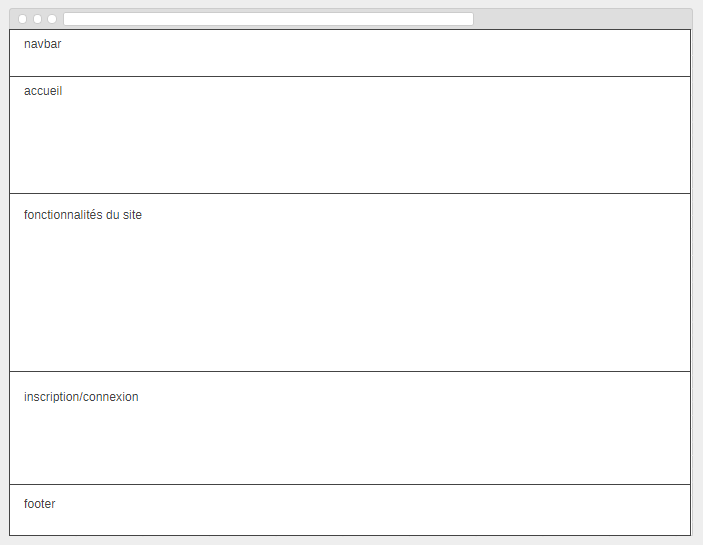 navbar
accueil
fonctionnalités du site
inscription/connexion
footer